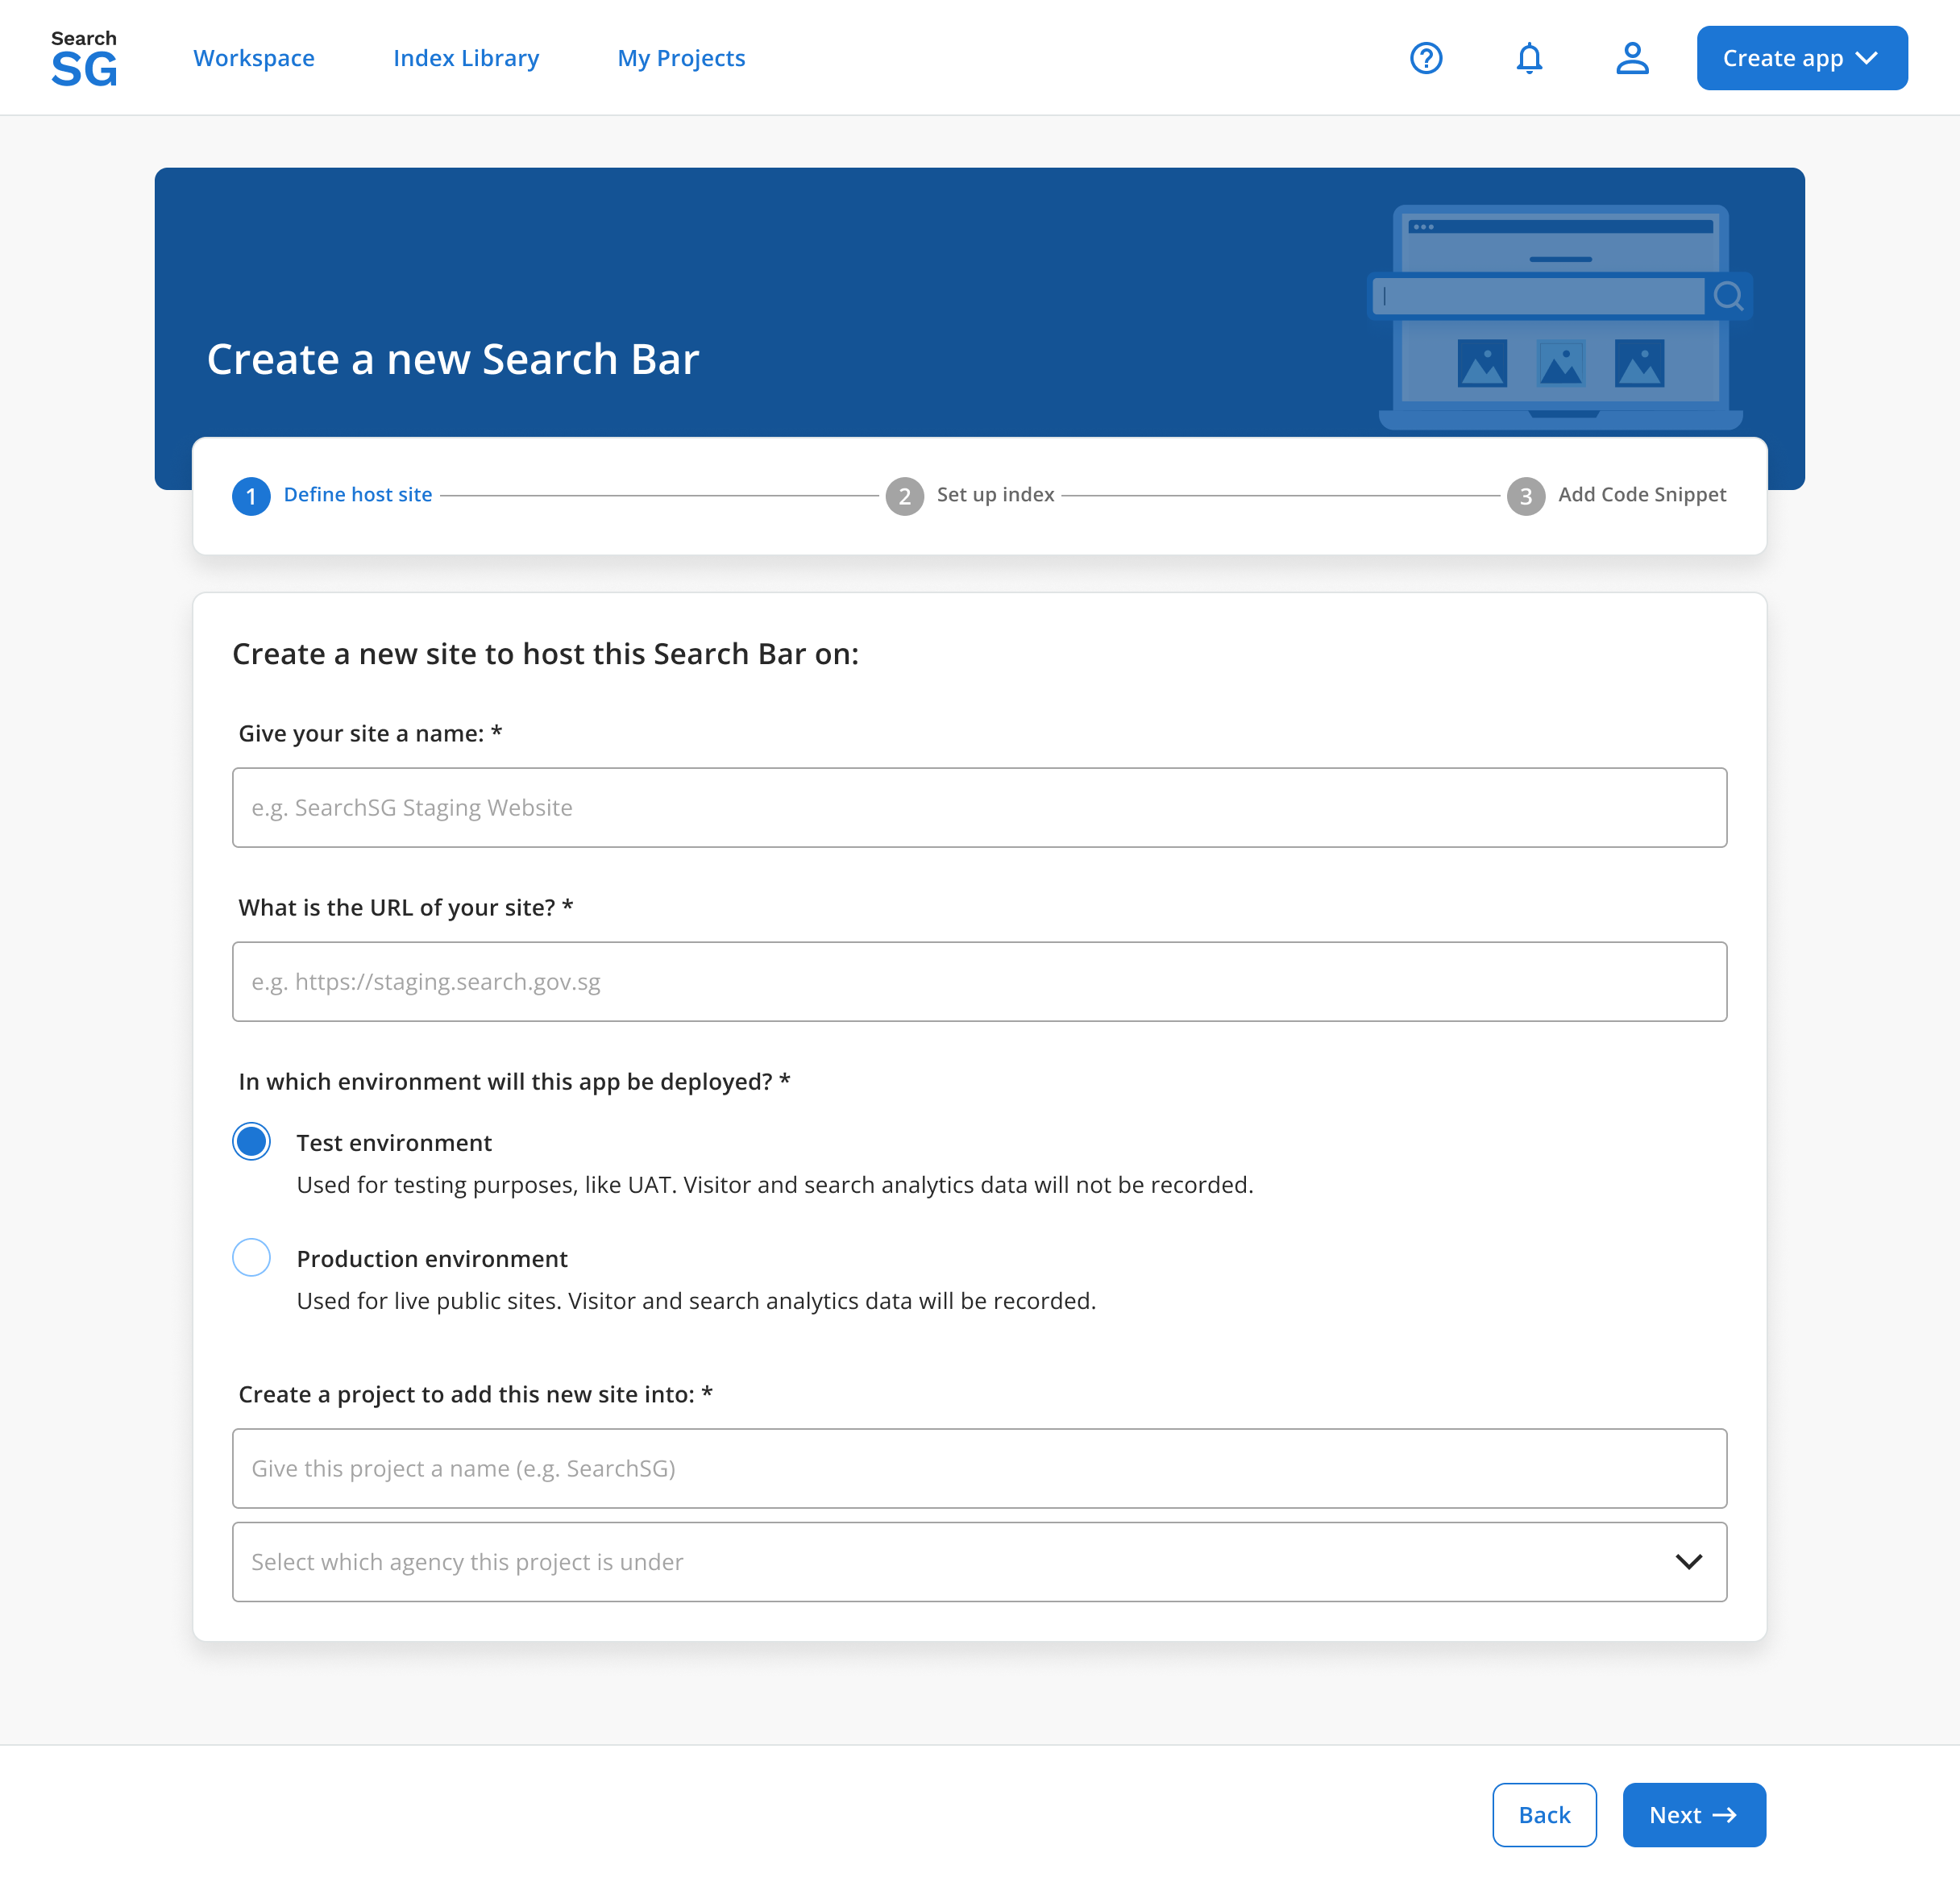 Search
SG
Workspace
Index Library
My Projects
Create app
Create a new Search Bar
1 Define host site
2 Set up index
3 Add Code Snippet
Create a new site to host this Search Bar on:
Give your site a name: *
e.g. SearchSG Staging Website
What is the URL of your site? *
e.g. https://staging.search.gov.sg
In which environment will this app be deployed? *
Test environment
Used for testing purposes, like UAT. Visitor and search analytics data will not be recorded.
Production environment
Used for live public sites. Visitor and search analytics data will be recorded.
Create a project to add this new site into: *
Give this project a name (e.g. SearchSG)
Select which agency this project is under
Back
Next